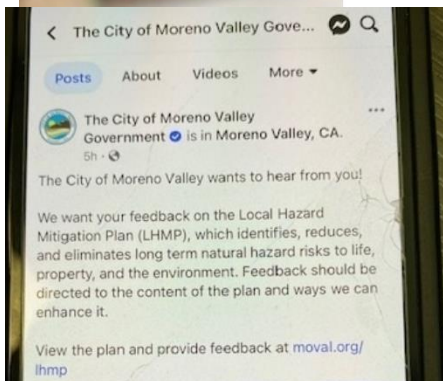 The City of Moreno Valley Gove...
Posts About Videos More
The City of Moreno Valley
Government is in Moreno Valley, CA.
5h
The City of Moreno Valley wants to hear from you!
We want your feedback on the Local Hazard
Mitigation Plan (LHMP), which identifies, reduces,
and eliminates long term natural hazard risks to life,
property, and the environment. Feedback should be
directed to the content of the plan and ways we can
enhance it.
View the plan and provide feedback at moval.org/
lhmp